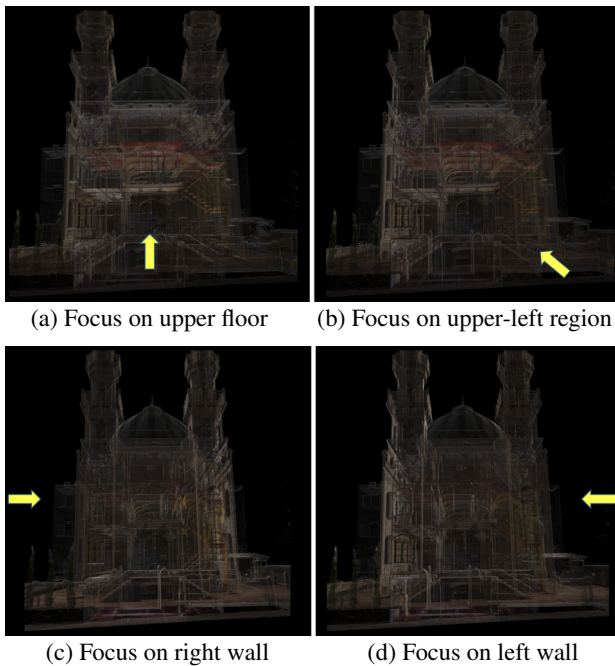 (a) Focus on upper floor
(b) Focus on upper-left region
(c) Focus on right wall
(d) Focus on left wall